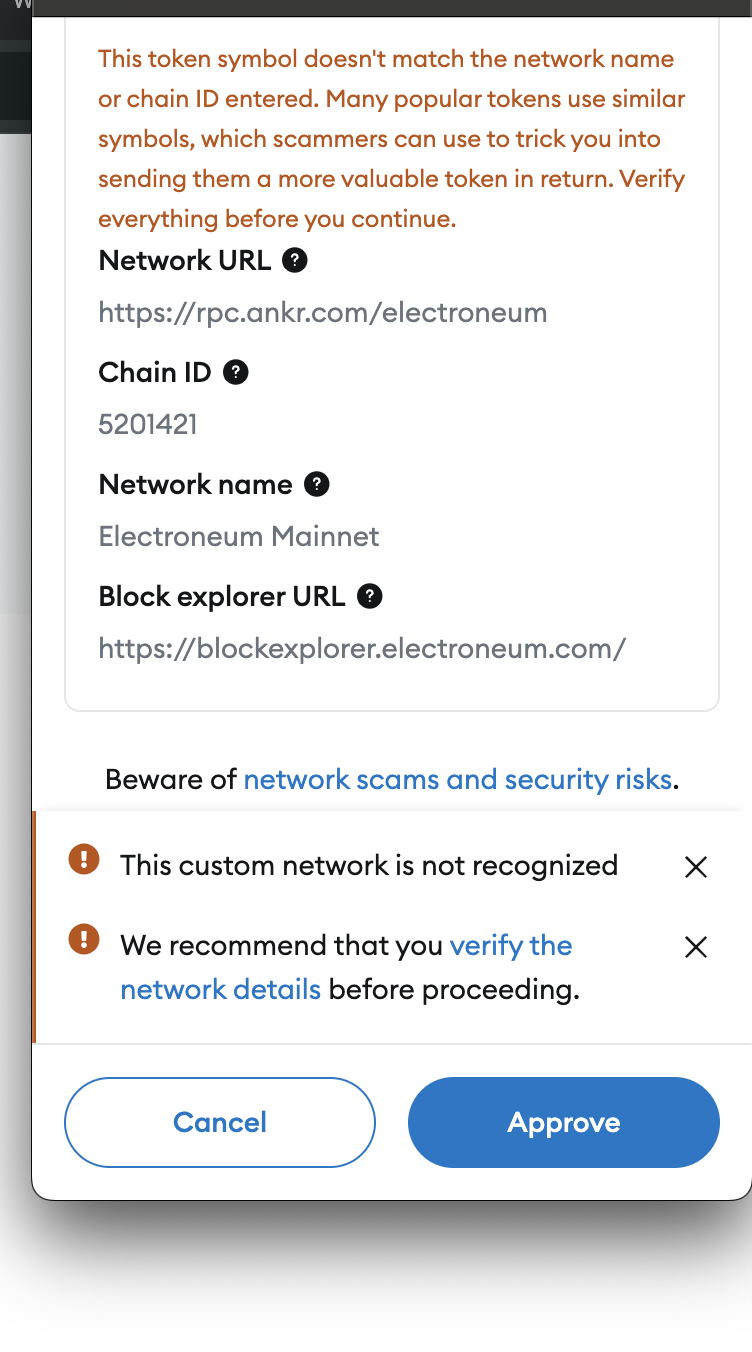 This token symbol doesn't match the network name
or chain ID entered. Many popular tokens use similar
symbols, which scammers can use to trick you into
sending them a more valuable token in return. Verify
everything before you continue.
Network URL ?
https://rpc.ankr.com/electroneum
Chain ID ?
5201421
Network name ?
Electroneum Mainnet
Block explorer URL ?
https://blockexplorer.electroneum.com/
Beware of network scams and security risks.
! This custom network is not recognized
! We recommend that you verify the
network details before proceeding.
Cancel
Approve